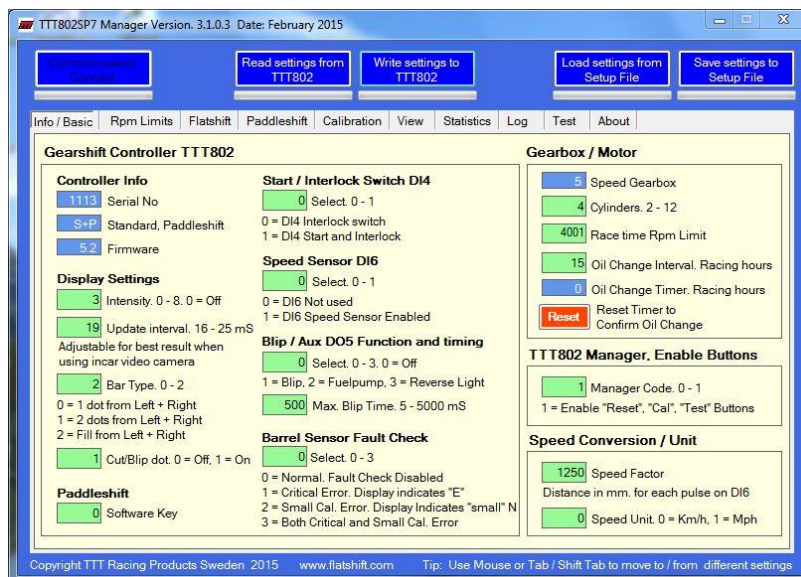 TTT802SP7 Manager Version. 3.1.0.3 Date: February 2015
Communication
Connect
Read settings from
TTT802
Write settings to
TTT802
Load settings from
Setup File
Save settings to
Setup File
Info / Basic Rpm Limits Flatshift Paddleshift Calibration View Statistics Log Test About
Gearshift Controller TTT802
Controller Info
1113 Serial No
S+P Standard, Paddleshift
5.2 Firmware
Display Settings
3 Intensity. 0 - 8. 0 = Off
19 Update interval. 16 - 25 mS
Adjustable for best result when
using incar video camera
2 Bar Type. 0 - 2
0 = 1 dot from Left + Right
1 = 2 dots from Left + Right
2 = Fill from Left + Right
1 Cut/Blip dot. 0 = Off, 1 = On
Paddleshift
0 Software Key
Start / Interlock Switch DI4
0 Select. 0 - 1
0 = DI4 Interlock switch
1 = DI4 Start and Interlock
Speed Sensor DI6
0 Select. 0 - 1
0 = DI6 Not used
1 = DI6 Speed Sensor Enabled
Blip / Aux DO5 Function and timing
0 Select. 0 - 3. 0 = Off
1 = Blip, 2 = Fuelpump, 3 = Reverse Light
500 Max. Blip Time. 5 - 5000 mS
Barrel Sensor Fault Check
0 Select. 0 - 3
0 = Normal. Fault Check Disabled
1 = Critical Error. Display indicates "E"
2 = Small Cal. Error. Display Indicates "small" N
3 = Both Critical and Small Cal. Error
Gearbox / Motor
5 Speed Gearbox
4 Cylinders. 2 - 12
4001 Race time Rpm Limit
15 Oil Change Interval. Racing hours
0 Oil Change Timer. Racing hours
Reset Reset Timer to
Confirm Oil Change
TTT802 Manager, Enable Buttons
1 Manager Code. 0 - 1
1 = Enable "Reset", "Cal", "Test" Buttons
Speed Conversion / Unit
1250 Speed Factor
Distance in mm. for each pulse on DI6
0 Speed Unit. 0 = Km/h, 1 = Mph
Copyright TTT Racing Products Sweden 2015 www.flatshift.com Tip: Use Mouse or Tab / Shift Tab to move to / from different settings